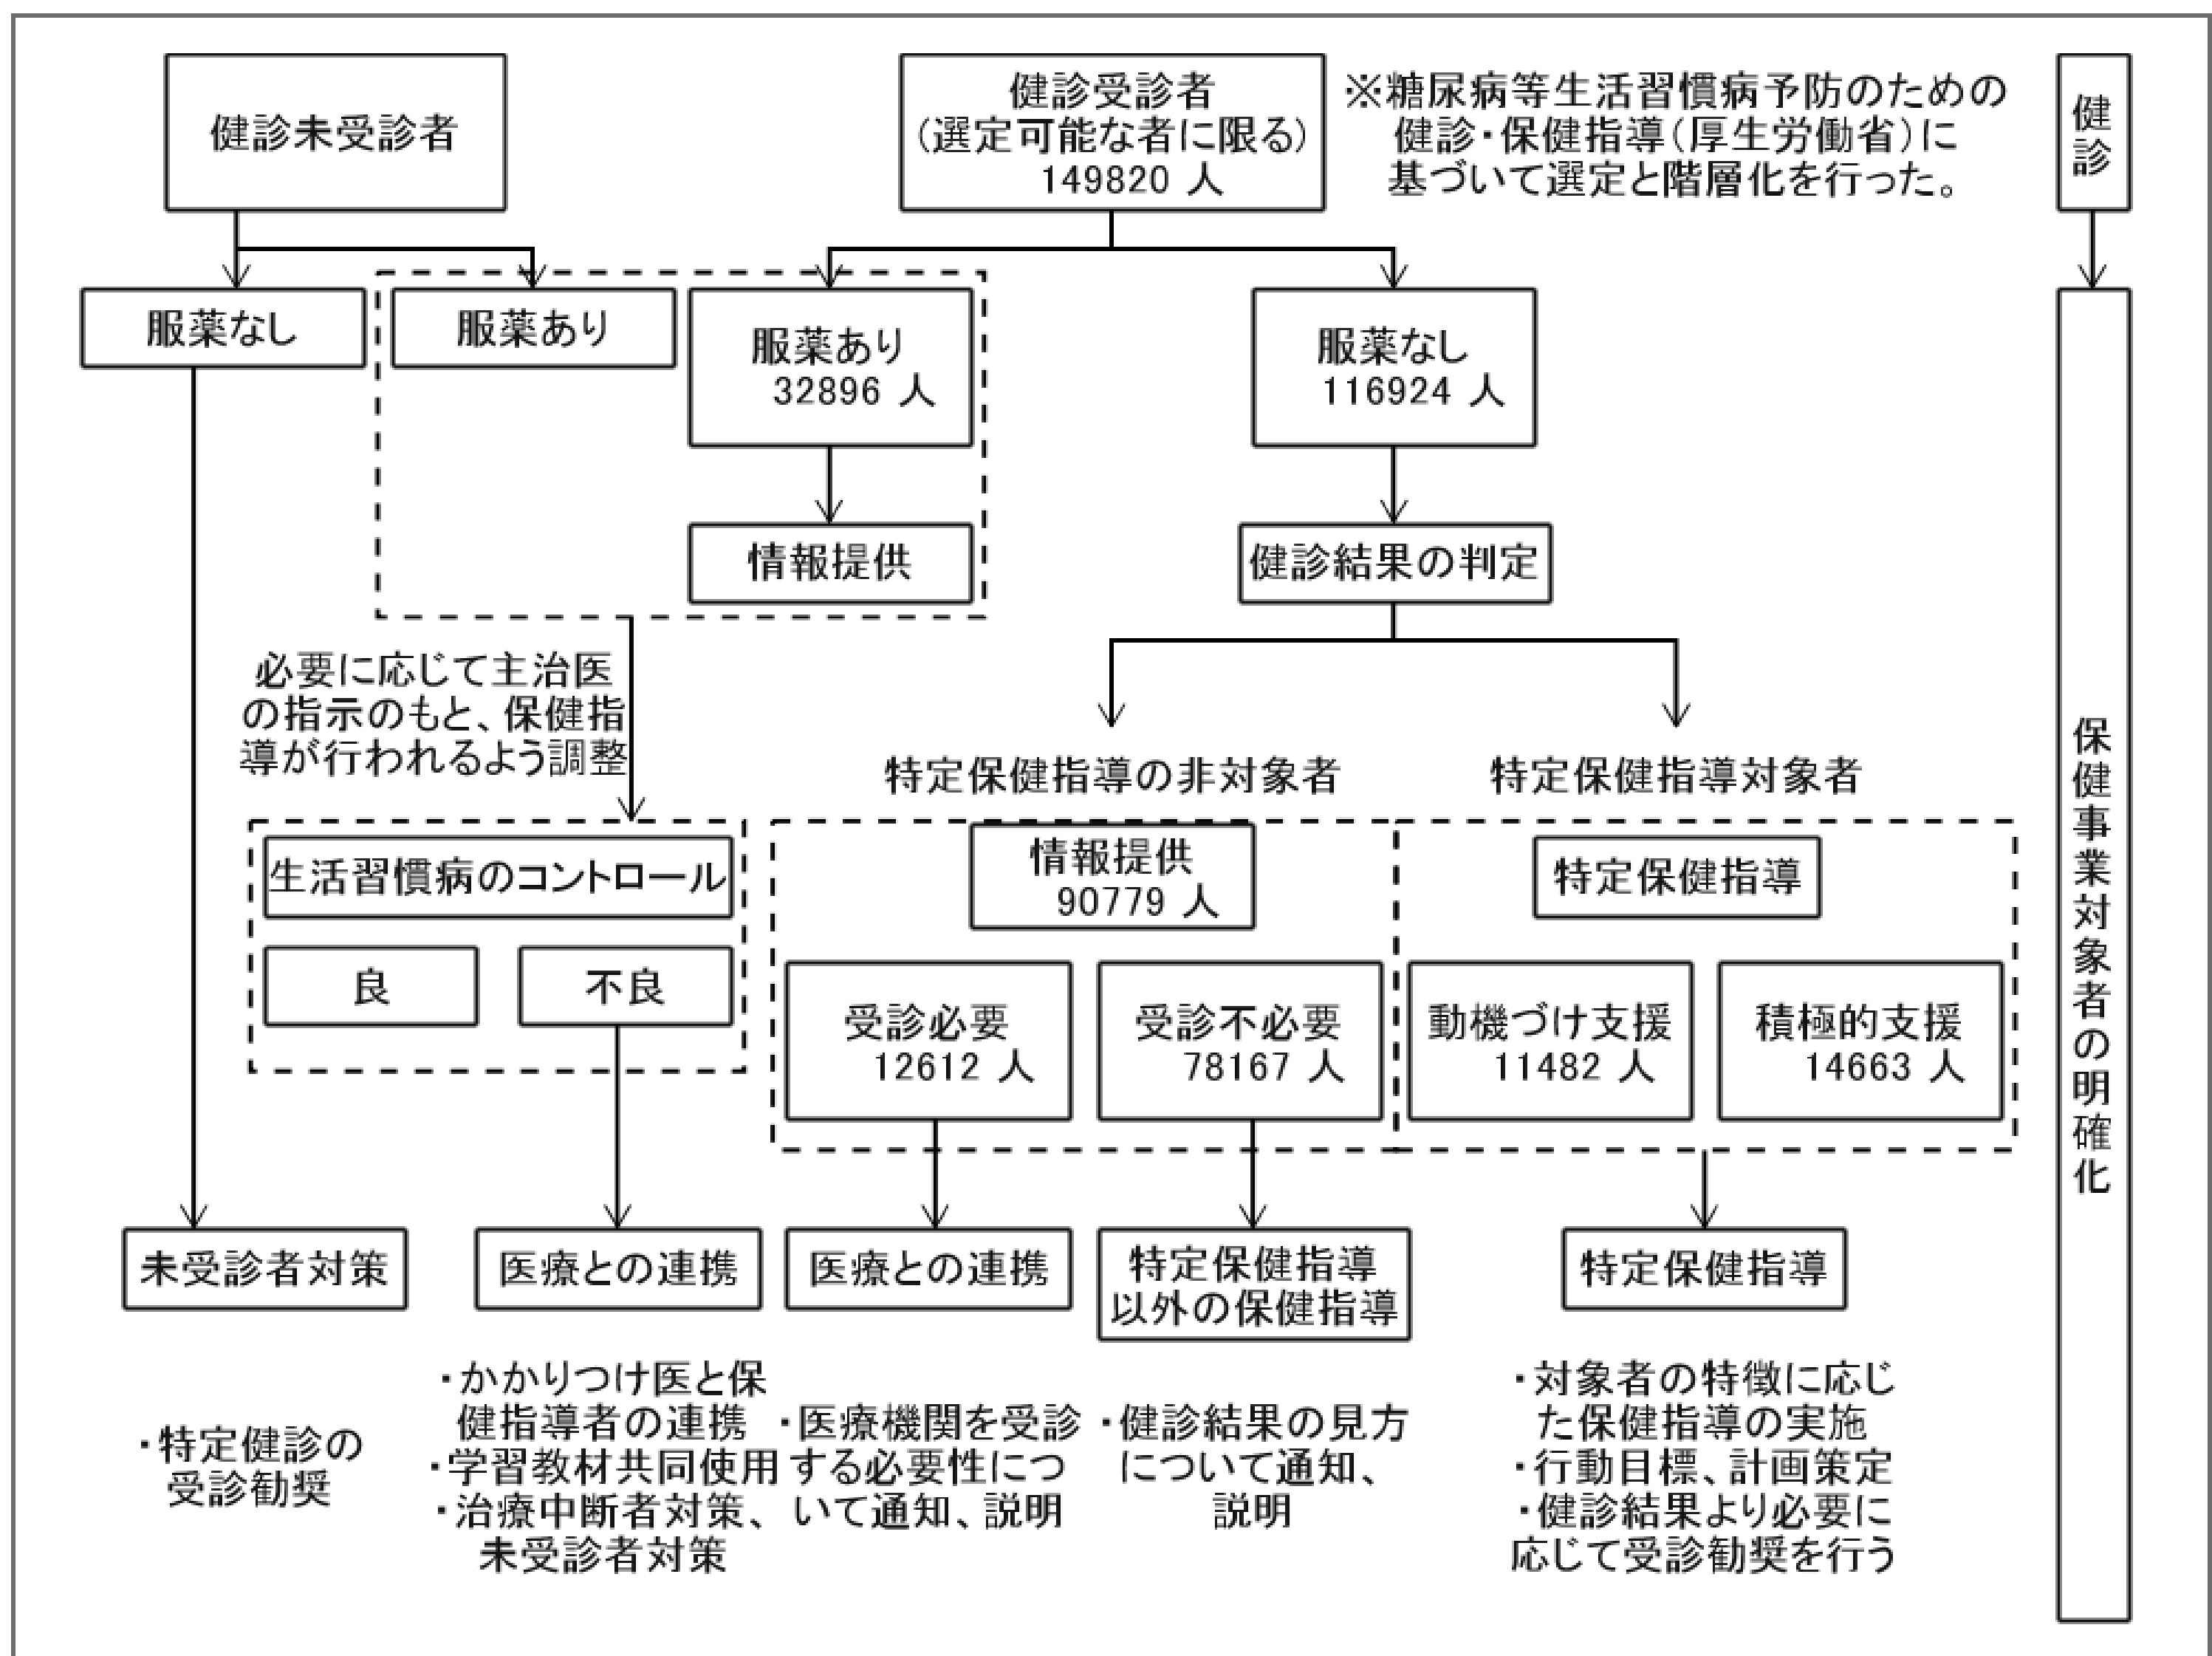 健診未受診者
健診受診者
(選定可能な者に限る)
149820 人
※糖尿病等生活習慣病予防のための
健診・保健指導(厚生労働省)に
基づいて選定と階層化を行った。
健診
服薬なし
服薬あり
服薬あり
32896 人
服薬なし
116924 人
情報提供
健診結果の判定
必要に応じて主治医
の指示のもと、保健指
導が行われるよう調整
特定保健指導の非対象者
特定保健指導対象者
保健事業対象者の明確化
生活習慣病のコントロール
良
不良
情報提供
90779 人
特定保健指導
受診必要
12612 人
受診不必要
78167 人
動機づけ支援
11482 人
積極的支援
14663 人
未受診者対策
医療との連携
医療との連携
特定保健指導
以外の保健指導
特定保健指導
・特定健診の
受診勧奨
・かかりつけ医と保
健指導者の連携
・学習教材共同使用
・治療中断者対策、
未受診者対策
・医療機関を受診
する必要性につ
いて通知、説明
・健診結果の見方
について通知、
説明
・対象者の特徴に応じ
た保健指導の実施
・行動目標、計画策定
・健診結果より必要に
応じて受診勧奨を行う